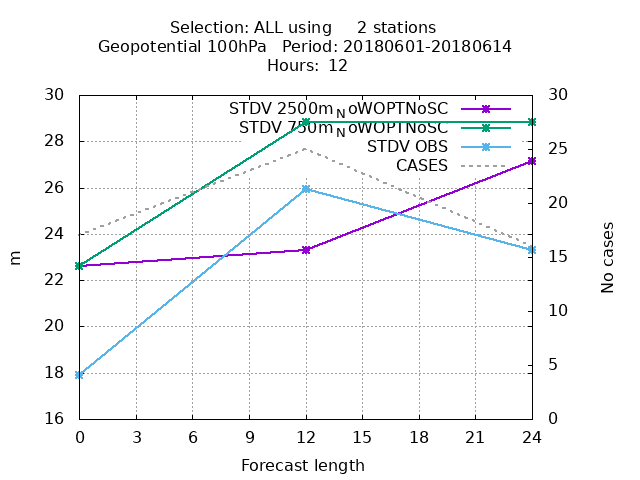 Selection: ALL using     2 stations
Geopotential 100hPa   Period: 20180601-20180614
Hours:  12
30
28
26
24
22
20
18
16
m
STDV 2500m_NoWOPTNoSC
STDV 750m_NoWOPTNoSC
STDV OBS
CASES
30
25
20
15
10
5
0
No cases
0 3 6 9 12 15 18 21 24
Forecast length